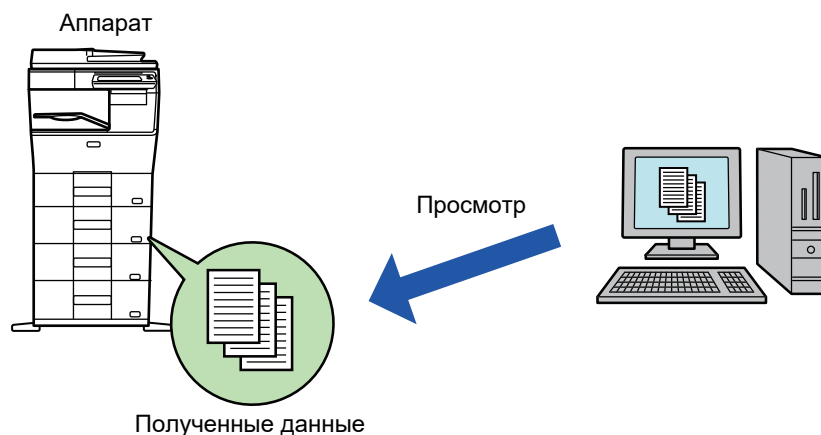 Аппарат
Просмотр
Полученные данные